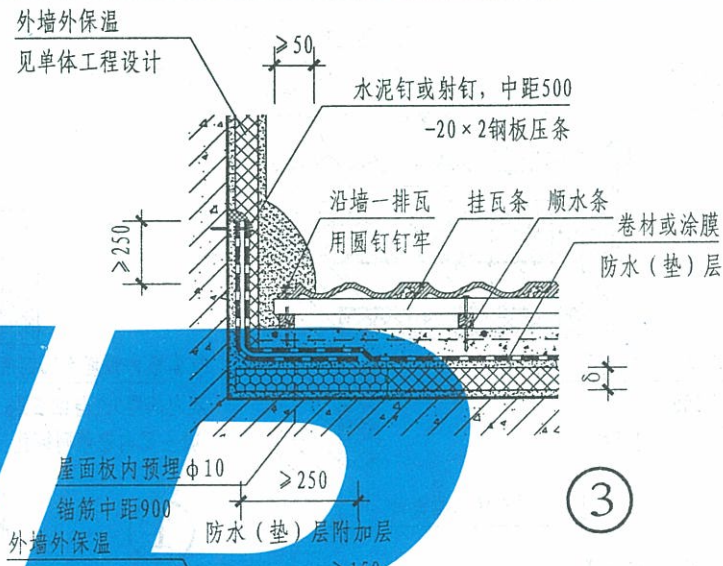 外墙外保温
见单体工程设计
≥50
水泥钉或射钉，中距500
-20×2钢板压条
沿墙一排瓦
用圆钉钉牢
挂瓦条
顺水条
卷材或涂膜
防水（垫）层
≥250
δ
屋面板内预埋φ10
锚筋中距900
≥250
防水（垫）层附加层
3
外墙外保温
≥150